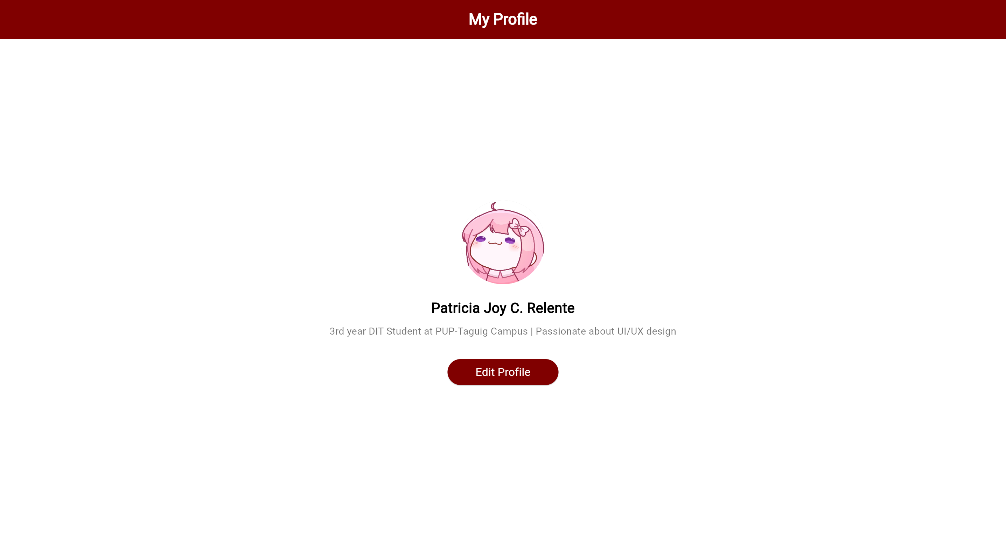 My Profile
Patricia Joy C. Relente
3rd year DIT Student at PUP-Taguig Campus | Passionate about UI/UX design
Edit Profile